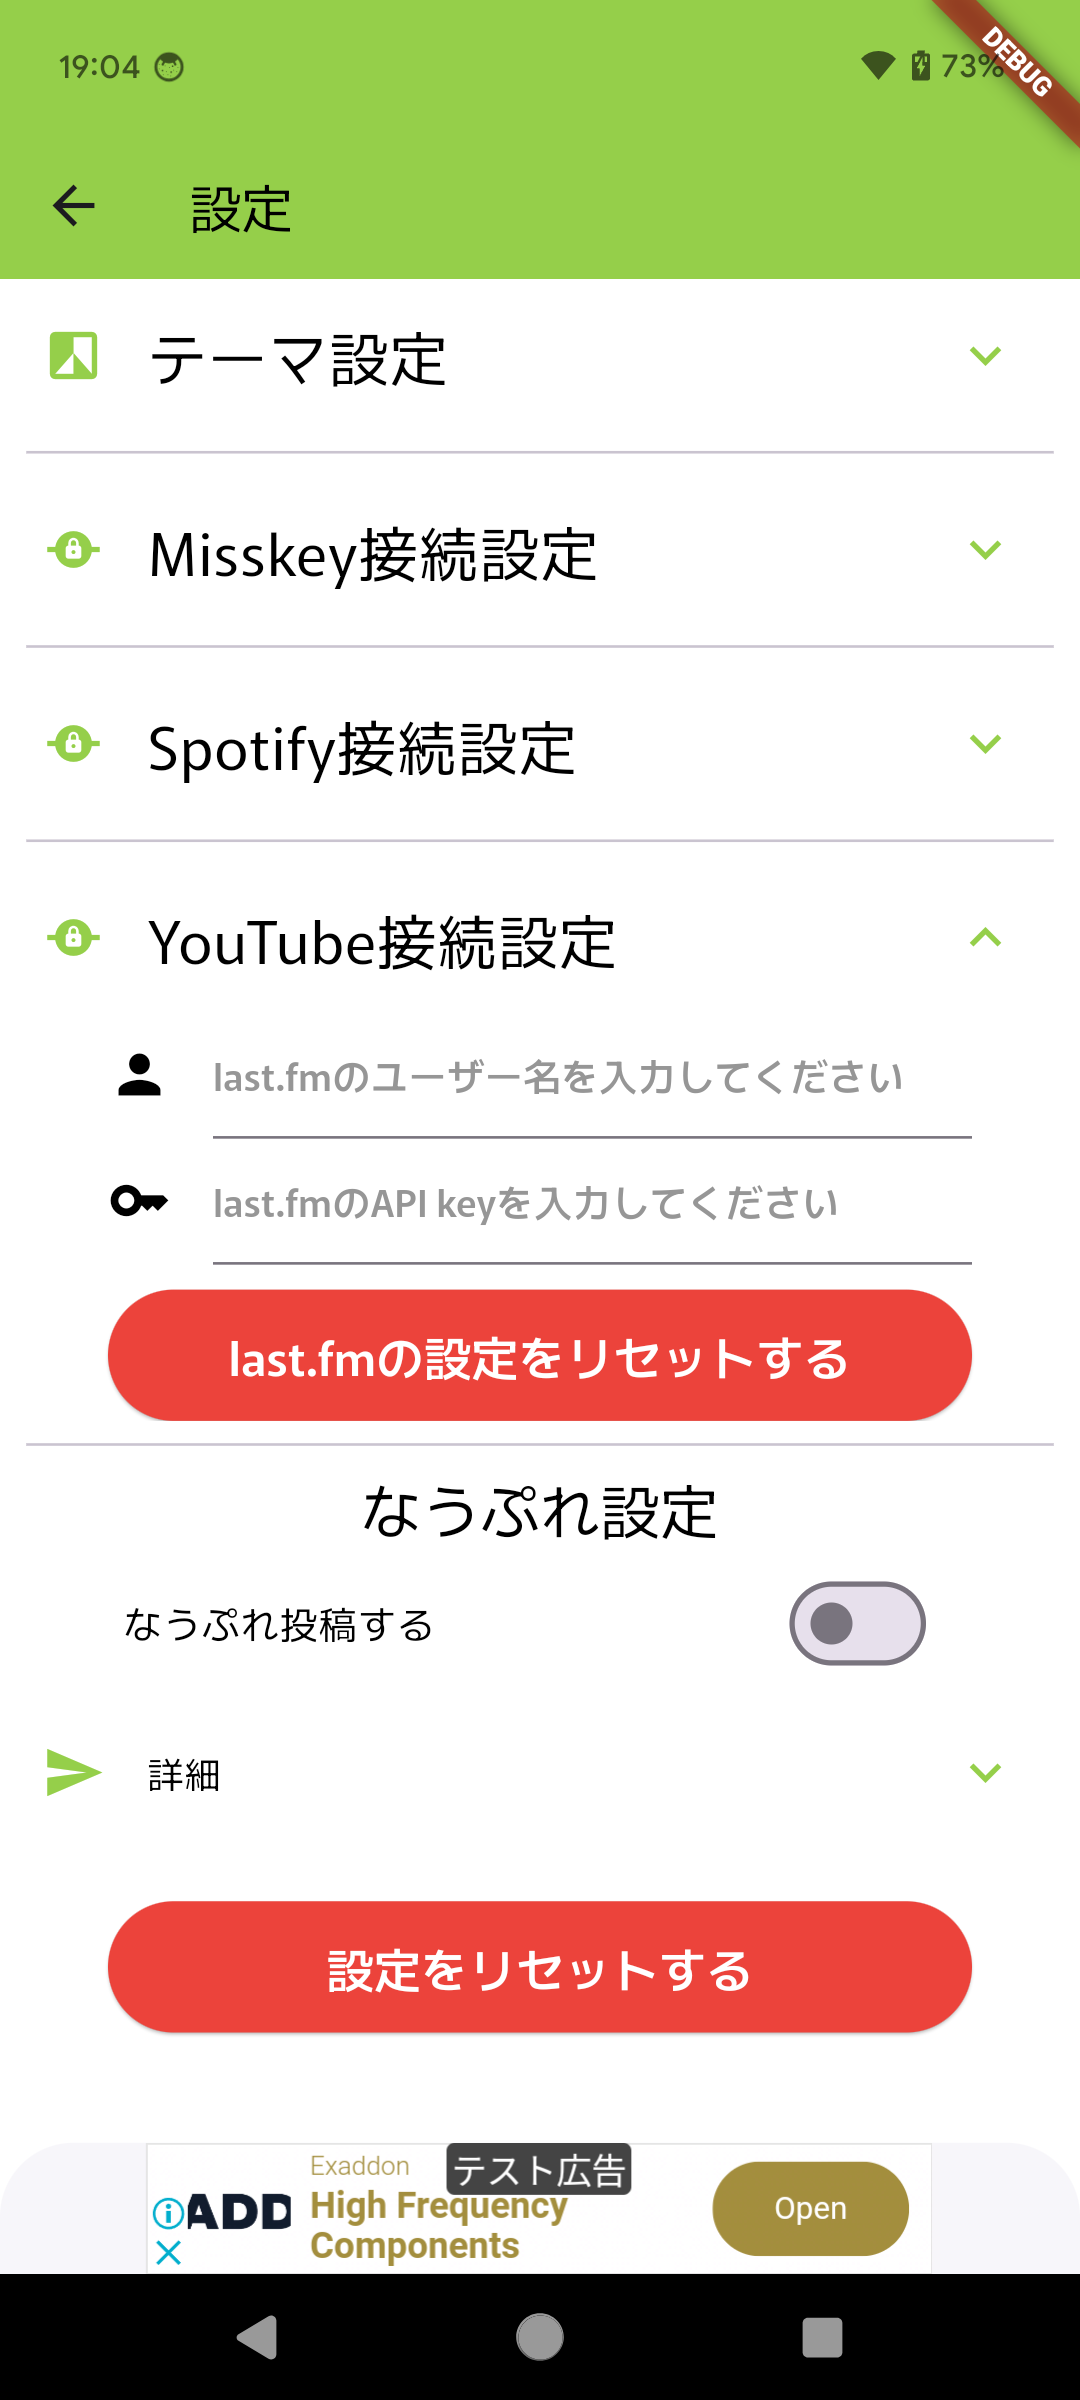 19:04
73%
DEBUG
設定
テーマ設定
Misskey接続設定
Spotify接続設定
YouTube接続設定
last.fmのユーザー名を入力してください
last.fmのAPI keyを入力してください
last.fmの設定をリセットする
なうぷれ設定
なうぷれ投稿する
詳細
設定をリセットする
テスト広告
Exaddon
ADD
High Frequency
Components
Open